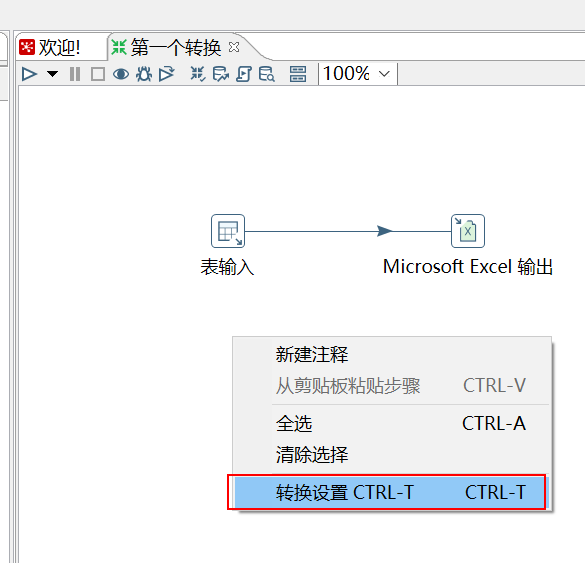 欢迎!
第一个转换
100%
表输入
Microsoft Excel 输出
新建注释
从剪贴板粘贴步骤 CTRL-V
全选 CTRL-A
清除选择
转换设置 CTRL-T CTRL-T